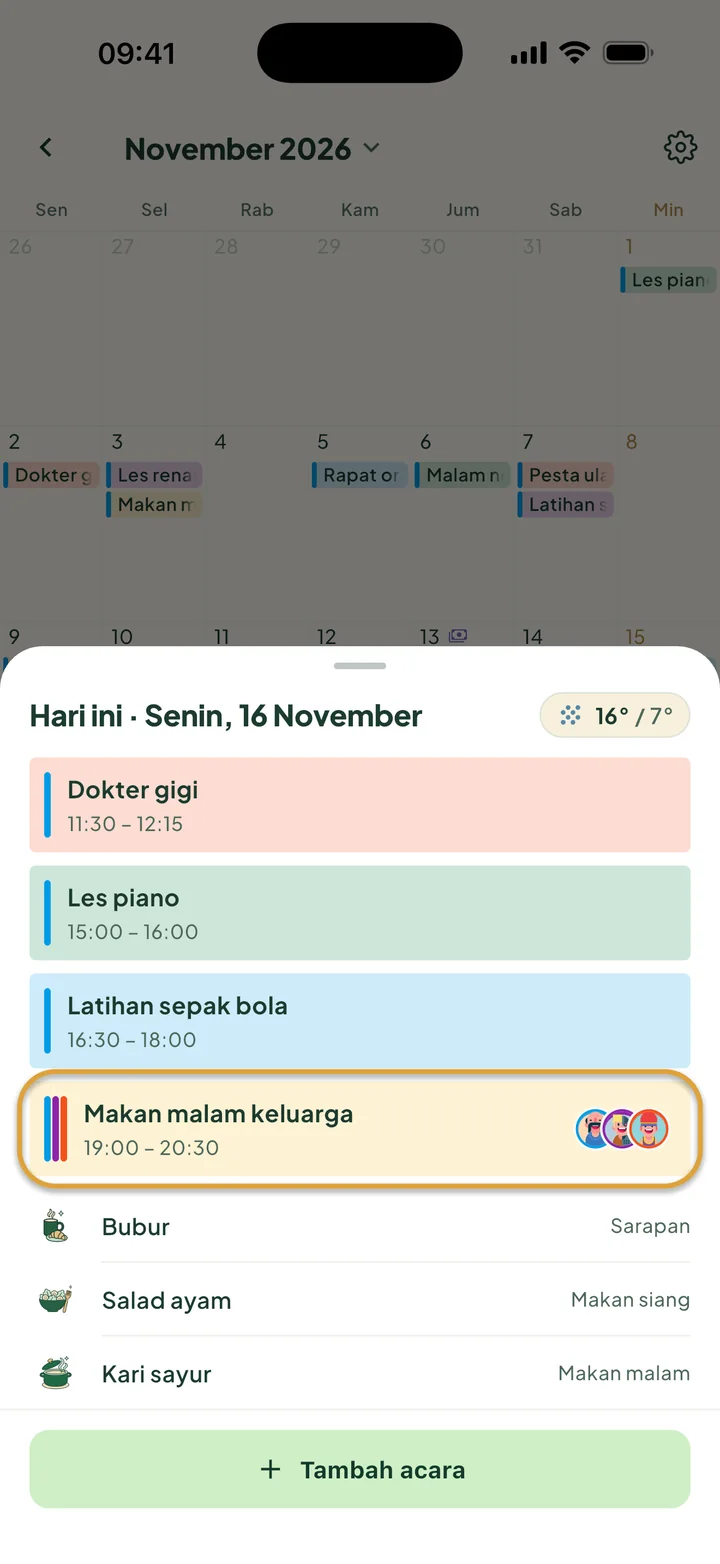 09:41
November 2026
Sen Sel Rab Kam Jum Sab Min
26 27 28 29 30 31 1
Les pian
2 3 4 5 6 7 8
Dokter g Les rena Rapat or Malam n Pesta ula
Makan m Latihan s
9 10 11 12 13 14 15
Hari ini · Senin, 16 November
16° / 7°
Dokter gigi
11:30 – 12:15
Les piano
15:00 – 16:00
Latihan sepak bola
16:30 – 18:00
Makan malam keluarga
19:00 – 20:30
Bubur Sarapan
Salad ayam Makan siang
Kari sayur Makan malam
+ Tambah acara